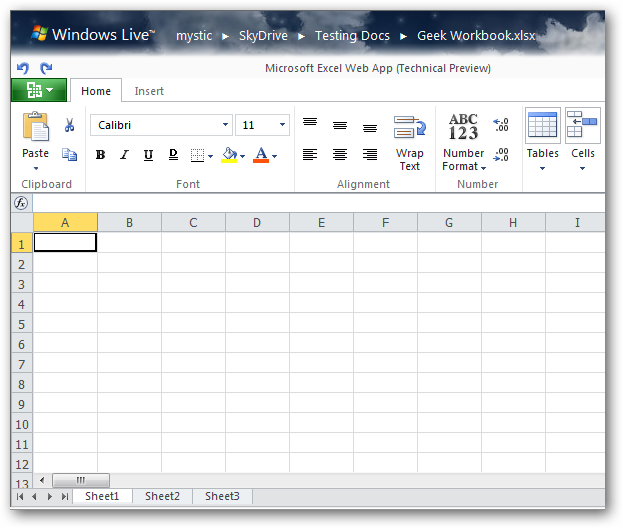 Windows Live™ mystic ▸ SkyDrive ▸ Testing Docs ▸ Geek Workbook.xlsx
Microsoft Excel Web App (Technical Preview)
Home Insert
Calibri 11 ABC 123 ←.00 .00
B I U D A →.00 .0
Paste Wrap Text Number Format Tables Cells
Clipboard Font Alignment Number
fx
A B C D E F G H I
1
2
3
4
5
6
7
8
9
10
11
12
13
Sheet1 Sheet2 Sheet3